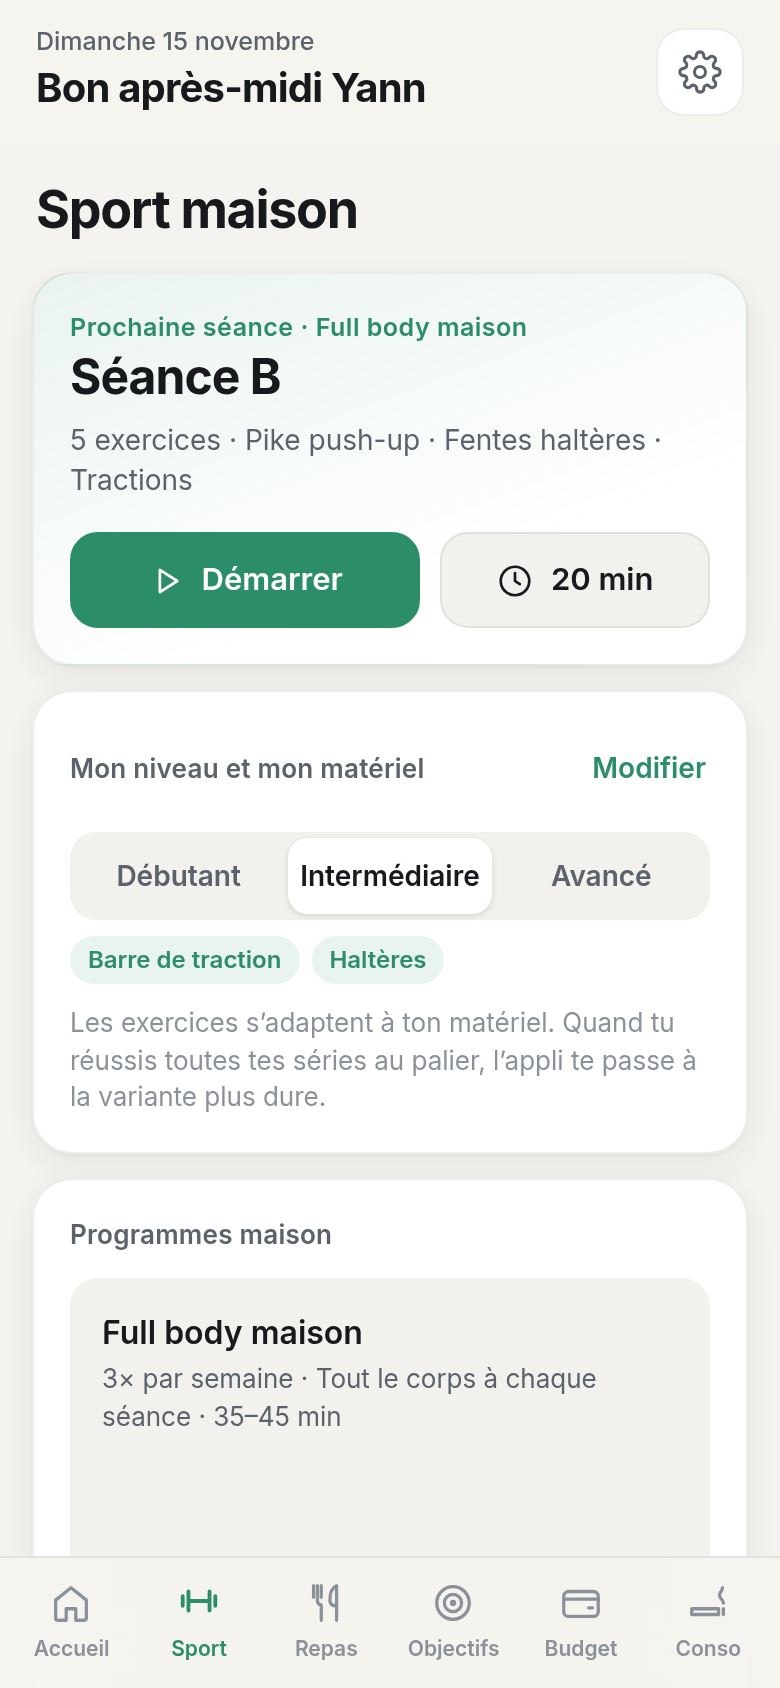 Dimanche 15 novembre
Bon après-midi Yann
Sport maison
Prochaine séance · Full body maison
Séance B
5 exercices · Pike push-up · Fentes haltères ·
Tractions
Démarrer
20 min
Mon niveau et mon matériel
Modifier
Débutant
Intermédiaire
Avancé
Barre de traction
Haltères
Les exercices s’adaptent à ton matériel. Quand tu
réussis toutes tes séries au palier, l’appli te passe à
la variante plus dure.
Programmes maison
Full body maison
3× par semaine · Tout le corps à chaque
séance · 35–45 min
Accueil
Sport
Repas
Objectifs
Budget
Conso